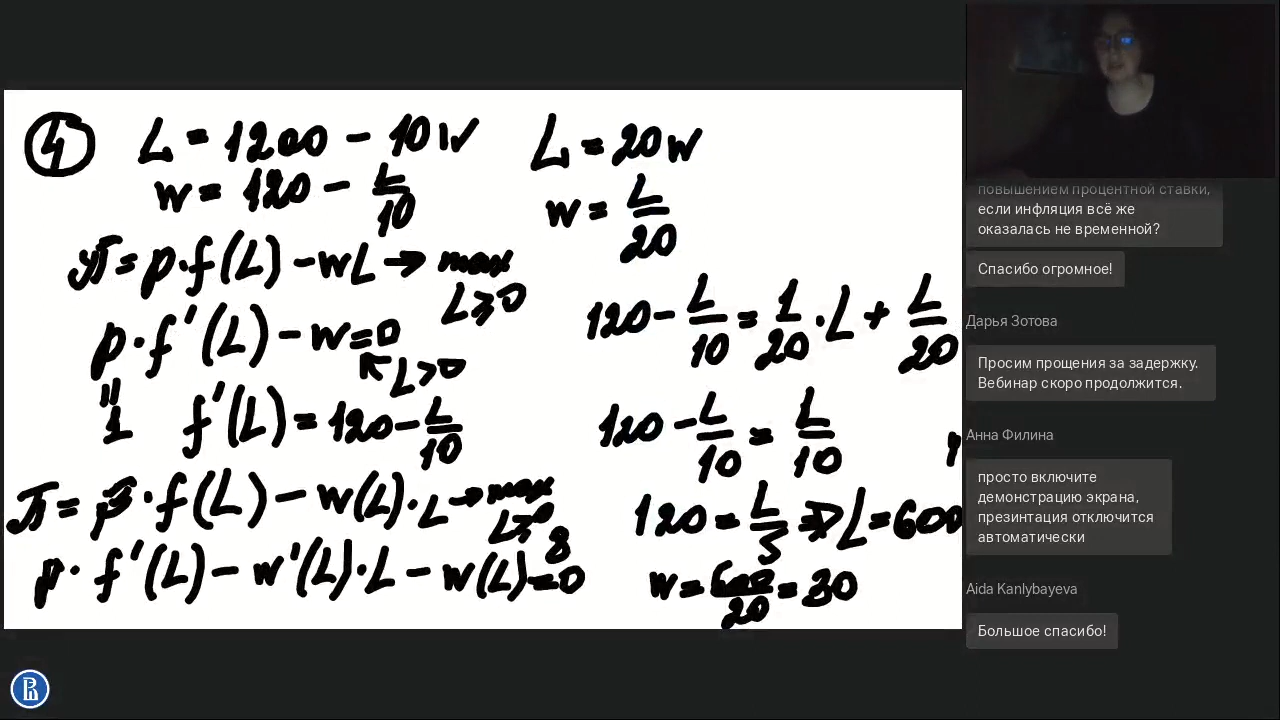 ④ L = 1200 - 10w
w = 120 - L/10
π = p·f(L) - wL → max
L ≥ 0
p·f'(L) - w = 0
↖ L > 0
"
1 f'(L) = 120 - L/10
π = p·f(L) - w(L)·L → max
L ≥ 0
p·f'(L) - w'(L)·L - w(L) = 0
L = 20w
w = L/20
120 - L/10 = 1/20·L + L/20
120 - L/10 = L/10
120 = L/5 ⇒ L = 600
w = 600/20 = 30
повышением процентной ставки,
если инфляция всё же
оказалась не временной?
Спасибо огромное!
Дарья Зотова
Просим прощения за задержку.
Вебинар скоро продолжится.
Анна Филина
просто включите
демонстрацию экрана,
презинтация отключится
автоматически
Aida Kanlybayeva
Большое спасибо!